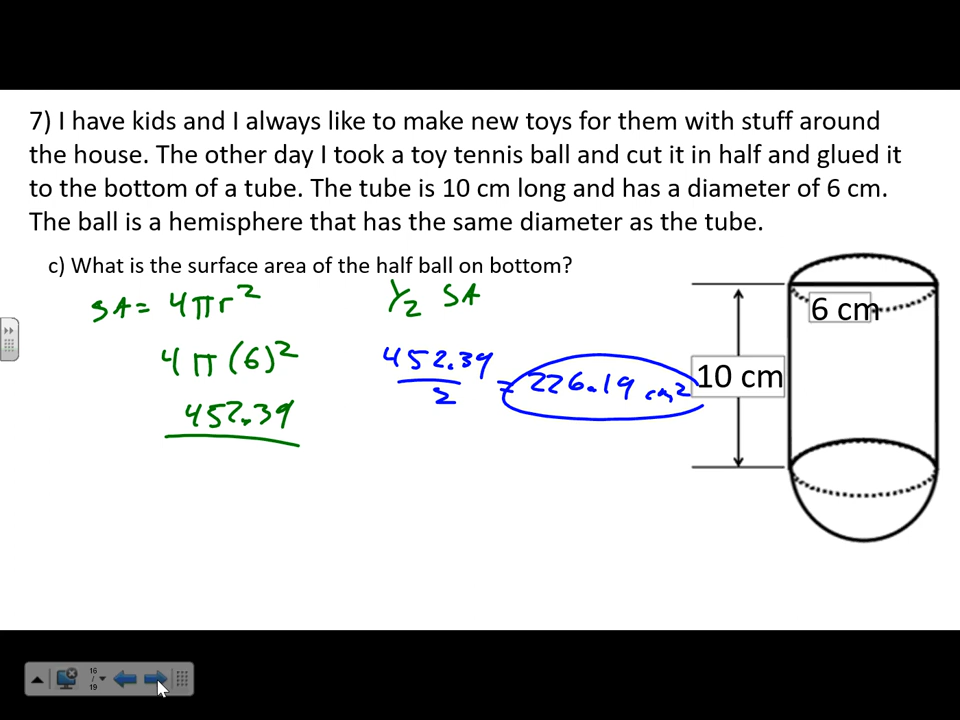 7) I have kids and I always like to make new toys for them with stuff around
the house. The other day I took a toy tennis ball and cut it in half and glued it
to the bottom of a tube. The tube is 10 cm long and has a diameter of 6 cm.
The ball is a hemisphere that has the same diameter as the tube.
c) What is the surface area of the half ball on bottom?
SA = 4πr²
4π(6)²
452.39
1/2 SA
452.39/2 = 226.19 cm²
6 cm
10 cm
16
/
19